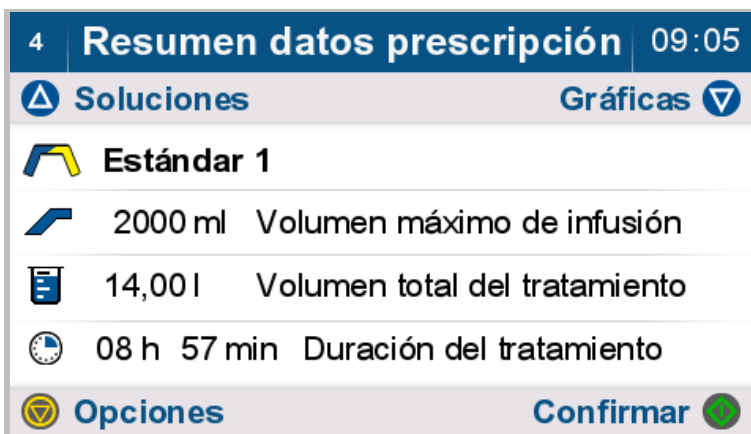 4 Resumen datos prescripción 09:05
Soluciones Gráficas
Estándar 1
2000 ml Volumen máximo de infusión
14,00 l Volumen total del tratamiento
08 h 57 min Duración del tratamiento
Opciones Confirmar